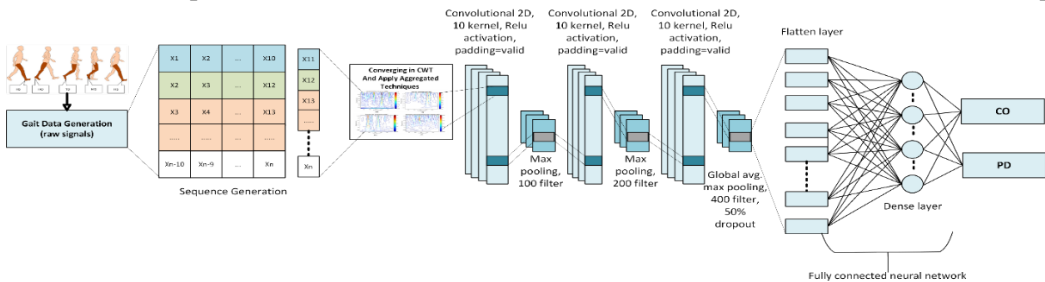 Gait Data Generation
(raw signals)
X1 X2 ... X10
X2 X3 ... X12
X3 X4 ... X13
..... ..... .....
Xn-10 Xn-9 ... Xn
Sequence Generation
X11
X12
X13
.....
Xn
Converging in CWT
And Apply Aggregated
Techniques
Convolutional 2D,
10 kernel, Relu
activation,
padding=valid
Max
pooling,
100 filter
Convolutional 2D,
10 kernel, Relu
activation,
padding=valid
Max
pooling,
200 filter
Convolutional 2D,
10 kernel, Relu
activation,
padding=valid
Global avg.
max pooling,
400 filter,
50%
dropout
Flatten layer
Dense layer
CO
PD
Fully connected neural network